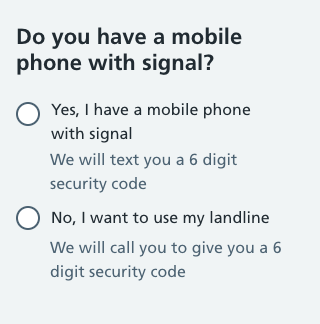 Do you have a mobile
phone with signal?
Yes, I have a mobile phone
with signal
We will text you a 6 digit
security code
No, I want to use my landline
We will call you to give you a 6
digit security code